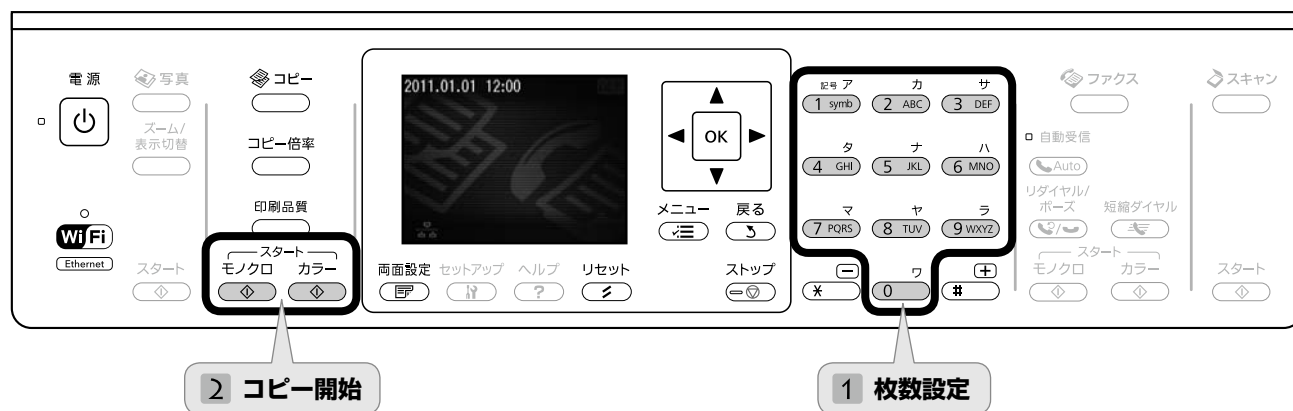 電源
写真
ズーム/
表示切替
Wi Fi
Ethernet
スタート
コピー
コピー倍率
印刷品質
スタート
モノクロ カラー
2011.01.01 12:00
OK
メニュー 戻る
両面設定 セットアップ ヘルプ リセット ストップ
?
記号 ア カ サ
1 symb 2 ABC 3 DEF
タ ナ ハ
4 GHI 5 JKL 6 MNO
マ ヤ ラ
7 PQRS 8 TUV 9 WXYZ
− ワ +
* 0 #
ファクス
自動受信
Auto
リダイヤル/
ポーズ 短縮ダイヤル
スタート
モノクロ カラー
スキャン
スタート
2 コピー開始
1 枚数設定